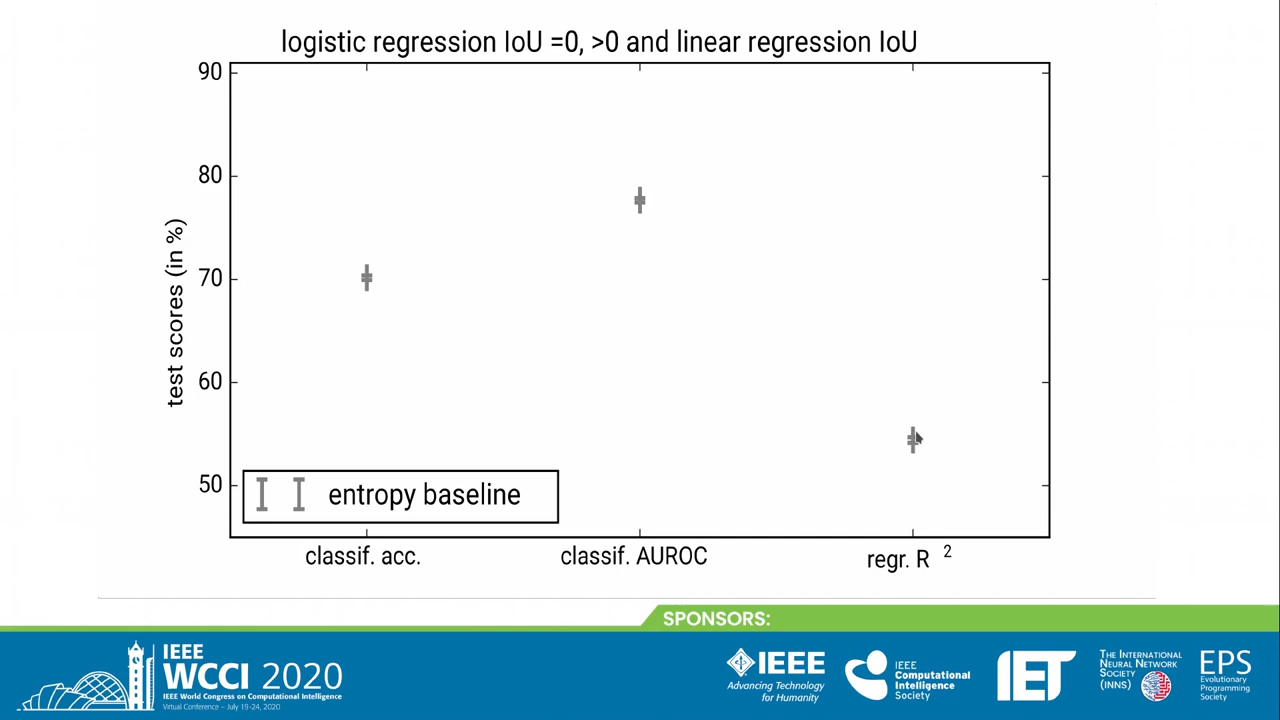 logistic regression IoU =0, >0 and linear regression IoU
90
80
70
60
50
test scores (in %)
entropy baseline
classif. acc.
classif. AUROC
regr. R 2
SPONSORS:
IEEE
WCCI 2020
IEEE World Congress on Computational Intelligence
Virtual Conference – July 19-24, 2020
IEEE
Advancing Technology
for Humanity
IEEE
Computational
Intelligence
Society
IET
The International
Neural Network
Society
(INNS)
EPS
Evolutionary
Programming
Society